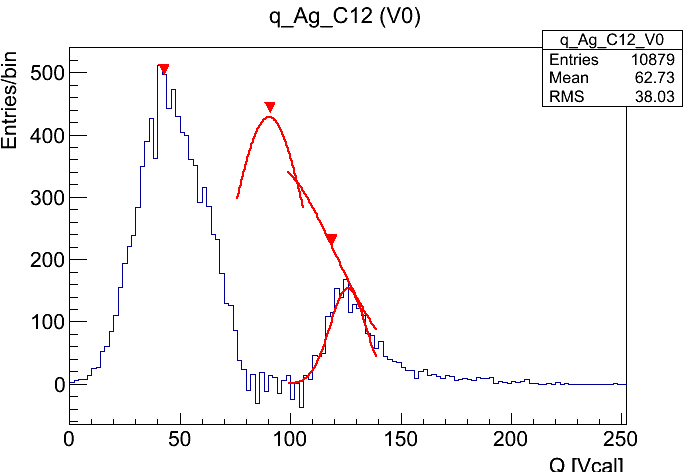 q_Ag_C12 (V0)
q_Ag_C12_V0
Entries 10879
Mean 62.73
RMS 38.03
Entries/bin
500
400
300
200
100
0
0 50 100 150 200 250
Q [Vcal]